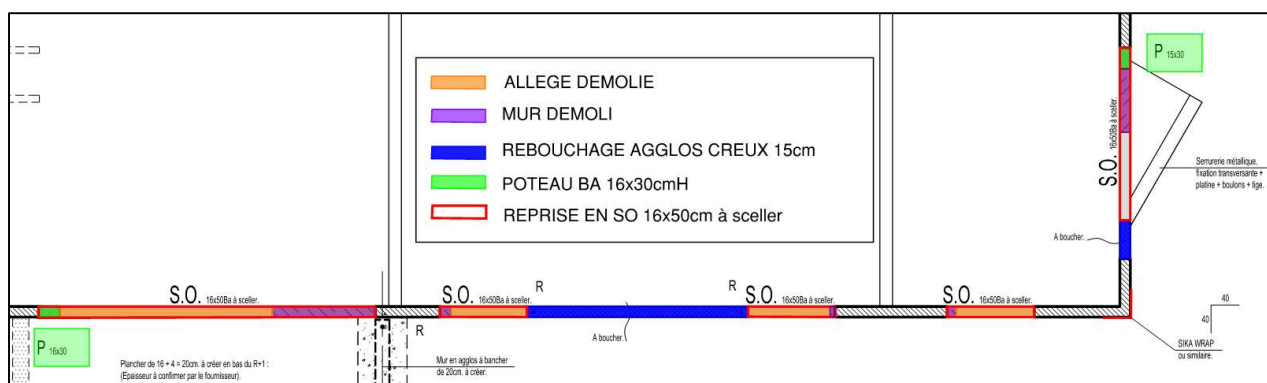 P 15x30
ALLEGE DEMOLIE
MUR DEMOLI
REBOUCHAGE AGGLOS CREUX 15cm
POTEAU BA 16x30cmH
REPRISE EN SO 16x50cm à sceller
S.O. 16x50Ba à sceller.
Serrurerie métallique,
fixation transversante +
platine + boulons + tige.
A boucher.
S.O. 16x50Ba à sceller.
S.O. 16x50Ba à sceller.
R
R
S.O. 16x50Ba à sceller.
S.O. 16x50Ba à sceller.
40
40
R
A boucher.
P 16x30
SIKA WRAP
ou similaire.
Plancher de 16 + 4 = 20cm. à créer en bas du R+1 :
(Epaisseur à confirmer par le fournisseur).
Mur en agglos à bancher
de 20cm. à créer.